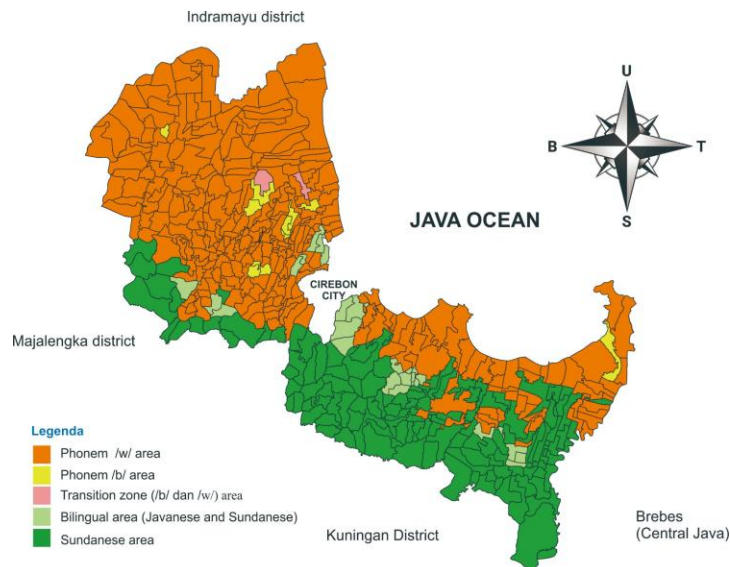 Indramayu district
U
B
T
S
JAVA OCEAN
CIREBON
CITY
Majalengka district
Legenda
Phonem /w/ area
Phonem /b/ area
Transition zone (/b/ dan /w/) area
Bilingual area (Javanese and Sundanese)
Sundanese area
Kuningan District
Brebes
(Central Java)